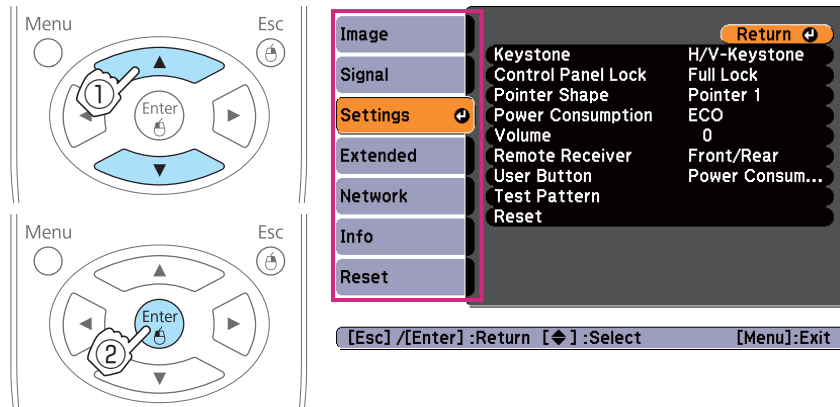 Menu Esc
1
Enter
Menu Esc
Enter
2
Image
Signal
Settings
Extended
Network
Info
Reset
Return
Keystone H/V-Keystone
Control Panel Lock Full Lock
Pointer Shape Pointer 1
Power Consumption ECO
Volume 0
Remote Receiver Front/Rear
User Button Power Consum...
Test Pattern
Reset
[Esc] /[Enter] :Return [◆] :Select [Menu]:Exit